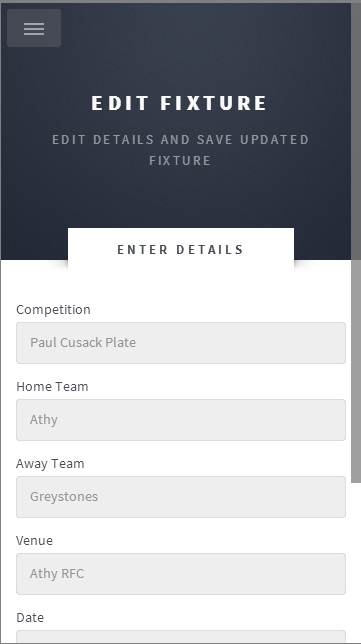 EDIT FIXTURE
EDIT DETAILS AND SAVE UPDATED
FIXTURE
ENTER DETAILS
Competition
Paul Cusack Plate
Home Team
Athy
Away Team
Greystones
Venue
Athy RFC
Date